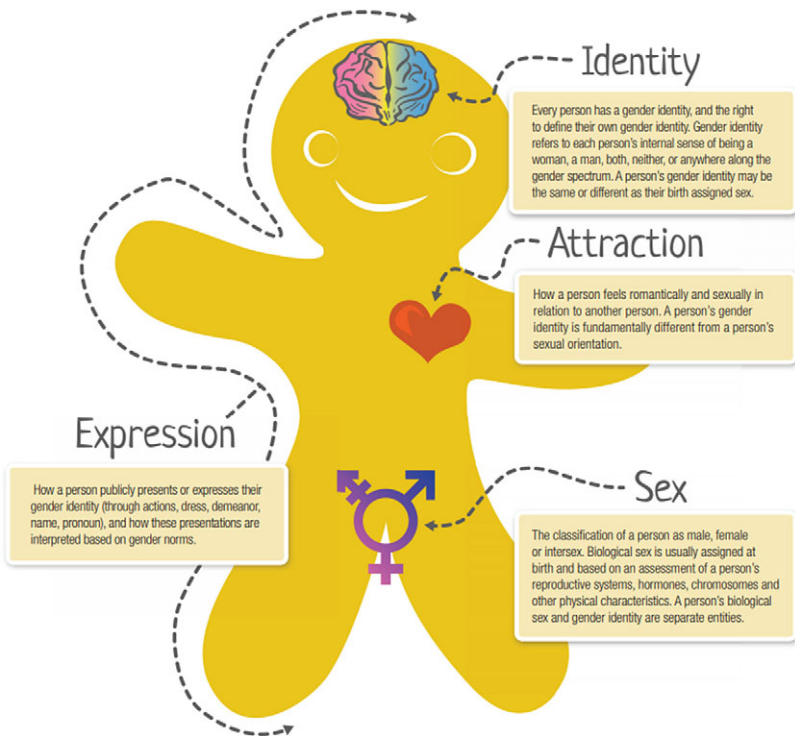 Identity
Every person has a gender identity, and the right
to define their own gender identity. Gender identity
refers to each person's internal sense of being a
woman, a man, both, neither, or anywhere along the
gender spectrum. A person's gender identity may be
the same or different as their birth assigned sex.
Attraction
How a person feels romantically and sexually in
relation to another person. A person's gender
identity is fundamentally different from a person's
sexual orientation.
Expression
How a person publicly presents or expresses their
gender identity (through actions, dress, demeanor,
name, pronoun), and how these presentations are
interpreted based on gender norms.
Sex
The classification of a person as male, female
or intersex. Biological sex is usually assigned at
birth and based on an assessment of a person's
reproductive systems, hormones, chromosomes and
other physical characteristics. A person's biological
sex and gender identity are separate entities.